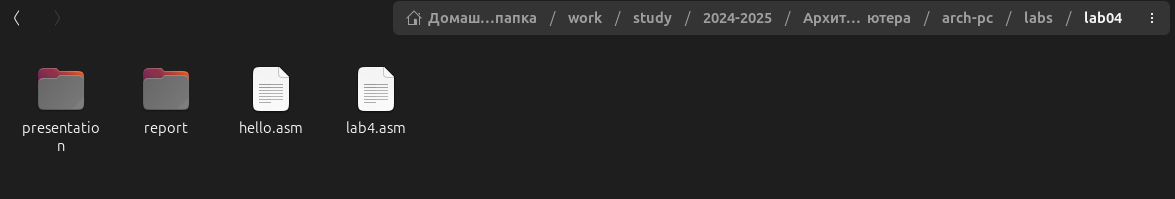 Домаш…папка / work / study / 2024-2025 / Архит… ютера / arch-pc / labs / lab04
presentatio
n
report
hello.asm
lab4.asm